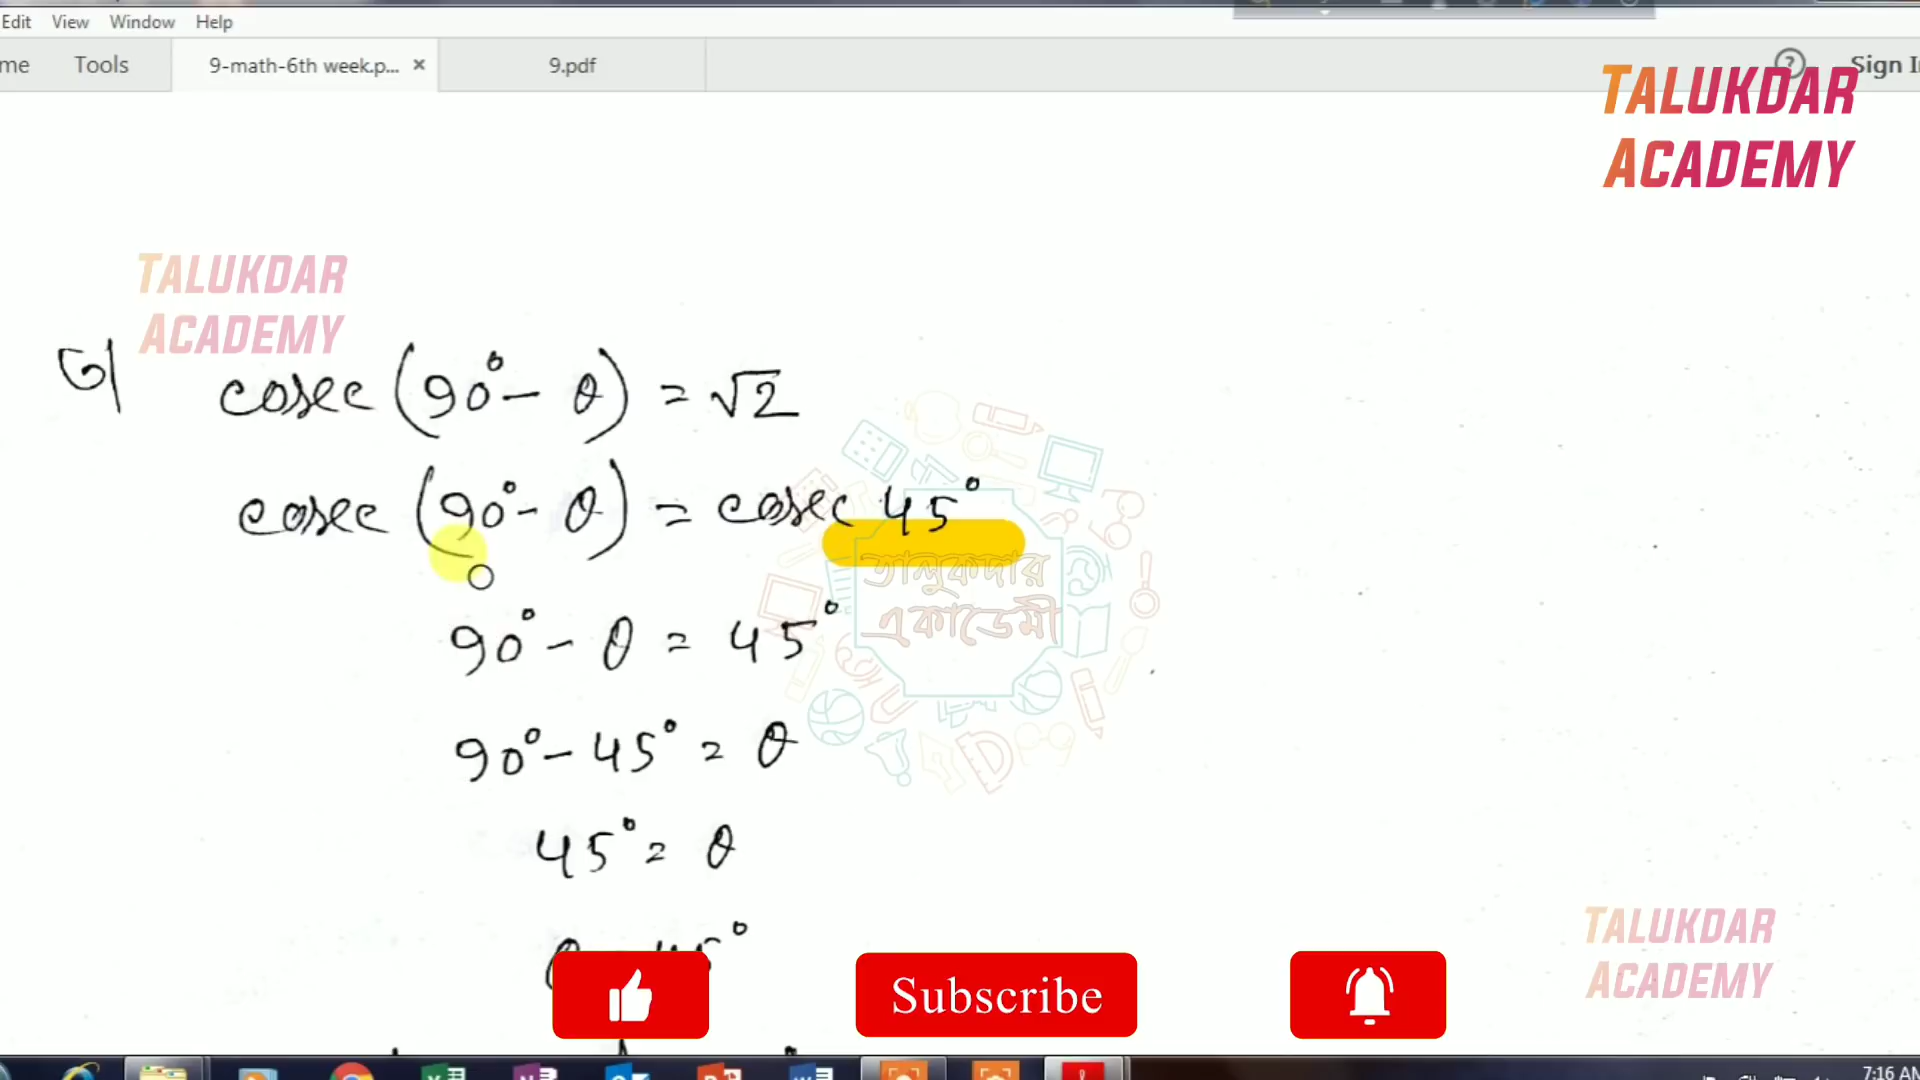 Edit View Window Help
me Tools 9-math-6th week.p... × 9.pdf ? Sign I
TALUKDAR
ACADEMY
TALUKDAR
ACADEMY
cosec (90° - θ) = √2
cosec (90° - θ) = cosec 45°
তালুকদার
একাডেমী
90° - θ = 45°
90° - 45° = θ
45° = θ
TALUKDAR
ACADEMY
Subscribe
7:16 AM